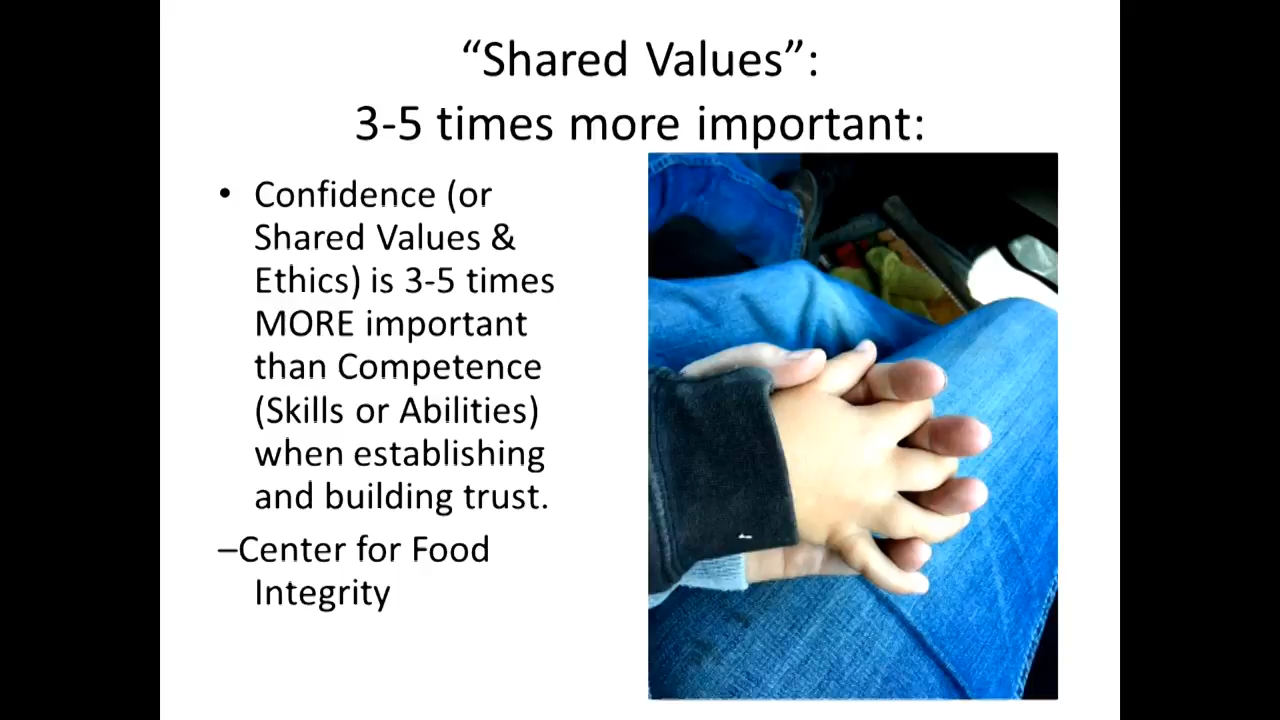 “Shared Values”:
3-5 times more important:
• Confidence (or
Shared Values &
Ethics) is 3-5 times
MORE important
than Competence
(Skills or Abilities)
when establishing
and building trust.
–Center for Food
Integrity